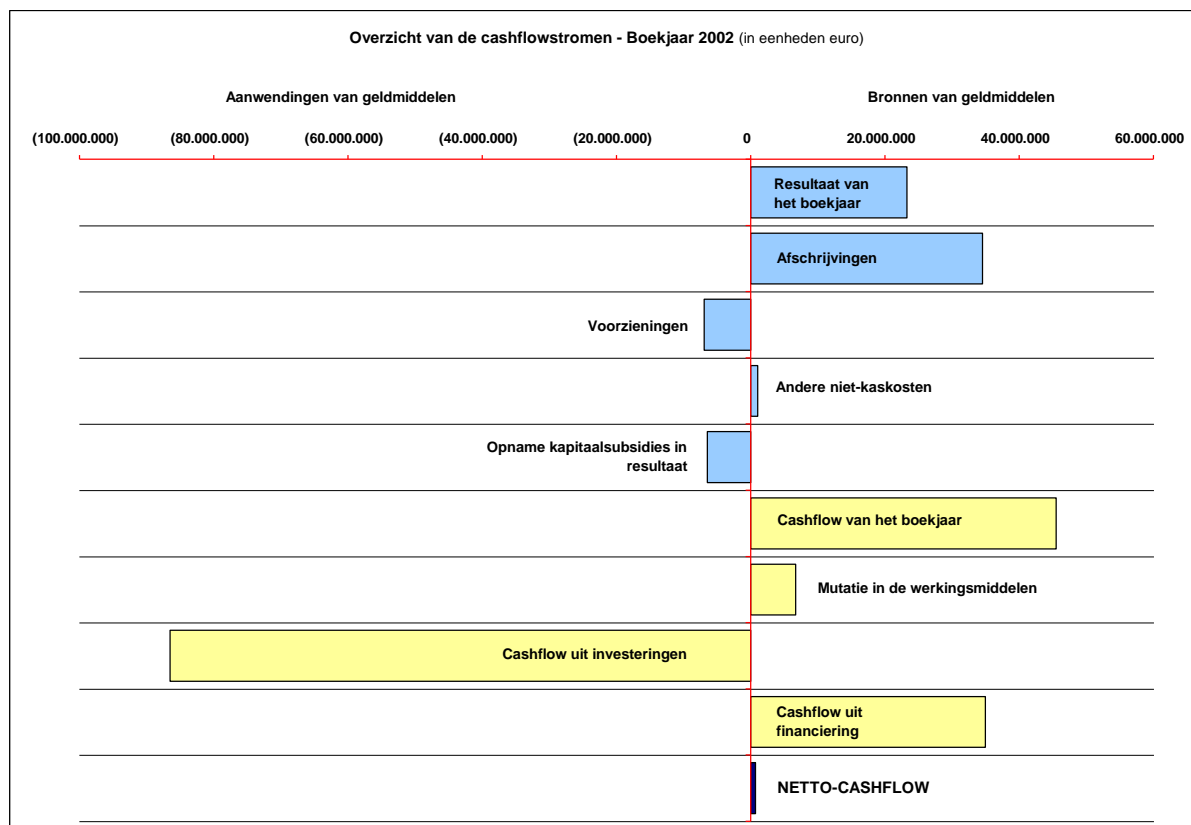 Overzicht van de cashflowstromen - Boekjaar 2002 (in eenheden euro)
Aanwendingen van geldmiddelen Bronnen van geldmiddelen
(100.000.000) (80.000.000) (60.000.000) (40.000.000) (20.000.000) 0 20.000.000 40.000.000 60.000.000
Resultaat van
het boekjaar
Afschrijvingen
Voorzieningen
Andere niet-kaskosten
Opname kapitaalsubsidies in
resultaat
Cashflow van het boekjaar
Mutatie in de werkingsmiddelen
Cashflow uit investeringen
Cashflow uit
financiering
NETTO-CASHFLOW